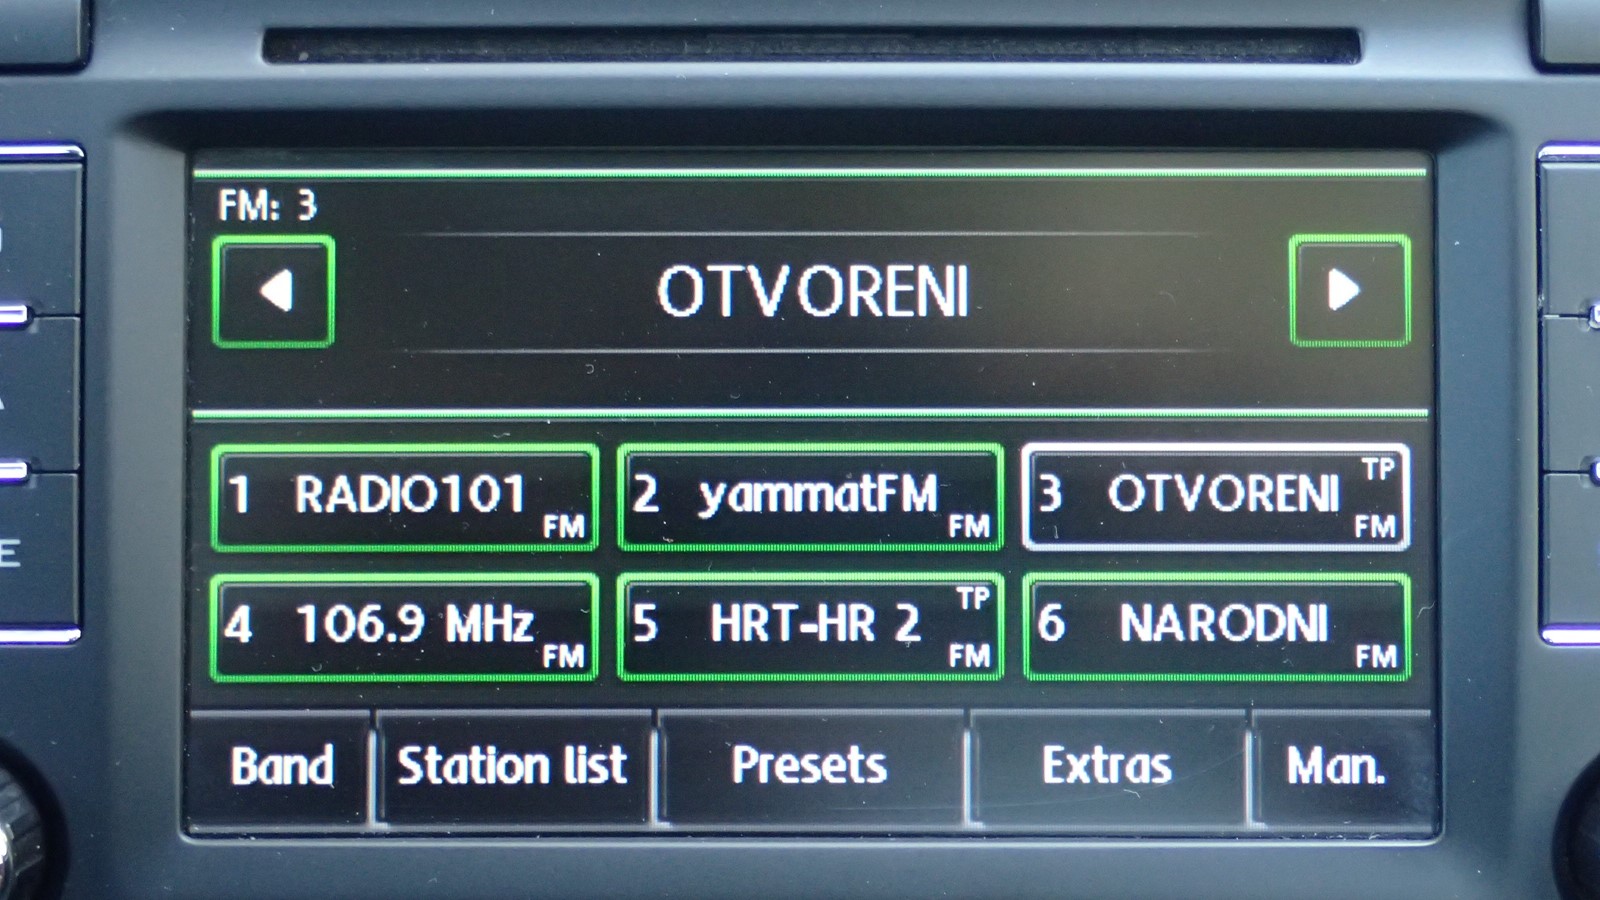 FM: 3
OTVORENI
1 RADIO101 FM
2 yammatFM FM
3 OTVORENI TP FM
4 106.9 MHz FM
5 HRT-HR 2 TP FM
6 NARODNI FM
Band Station list Presets Extras Man.